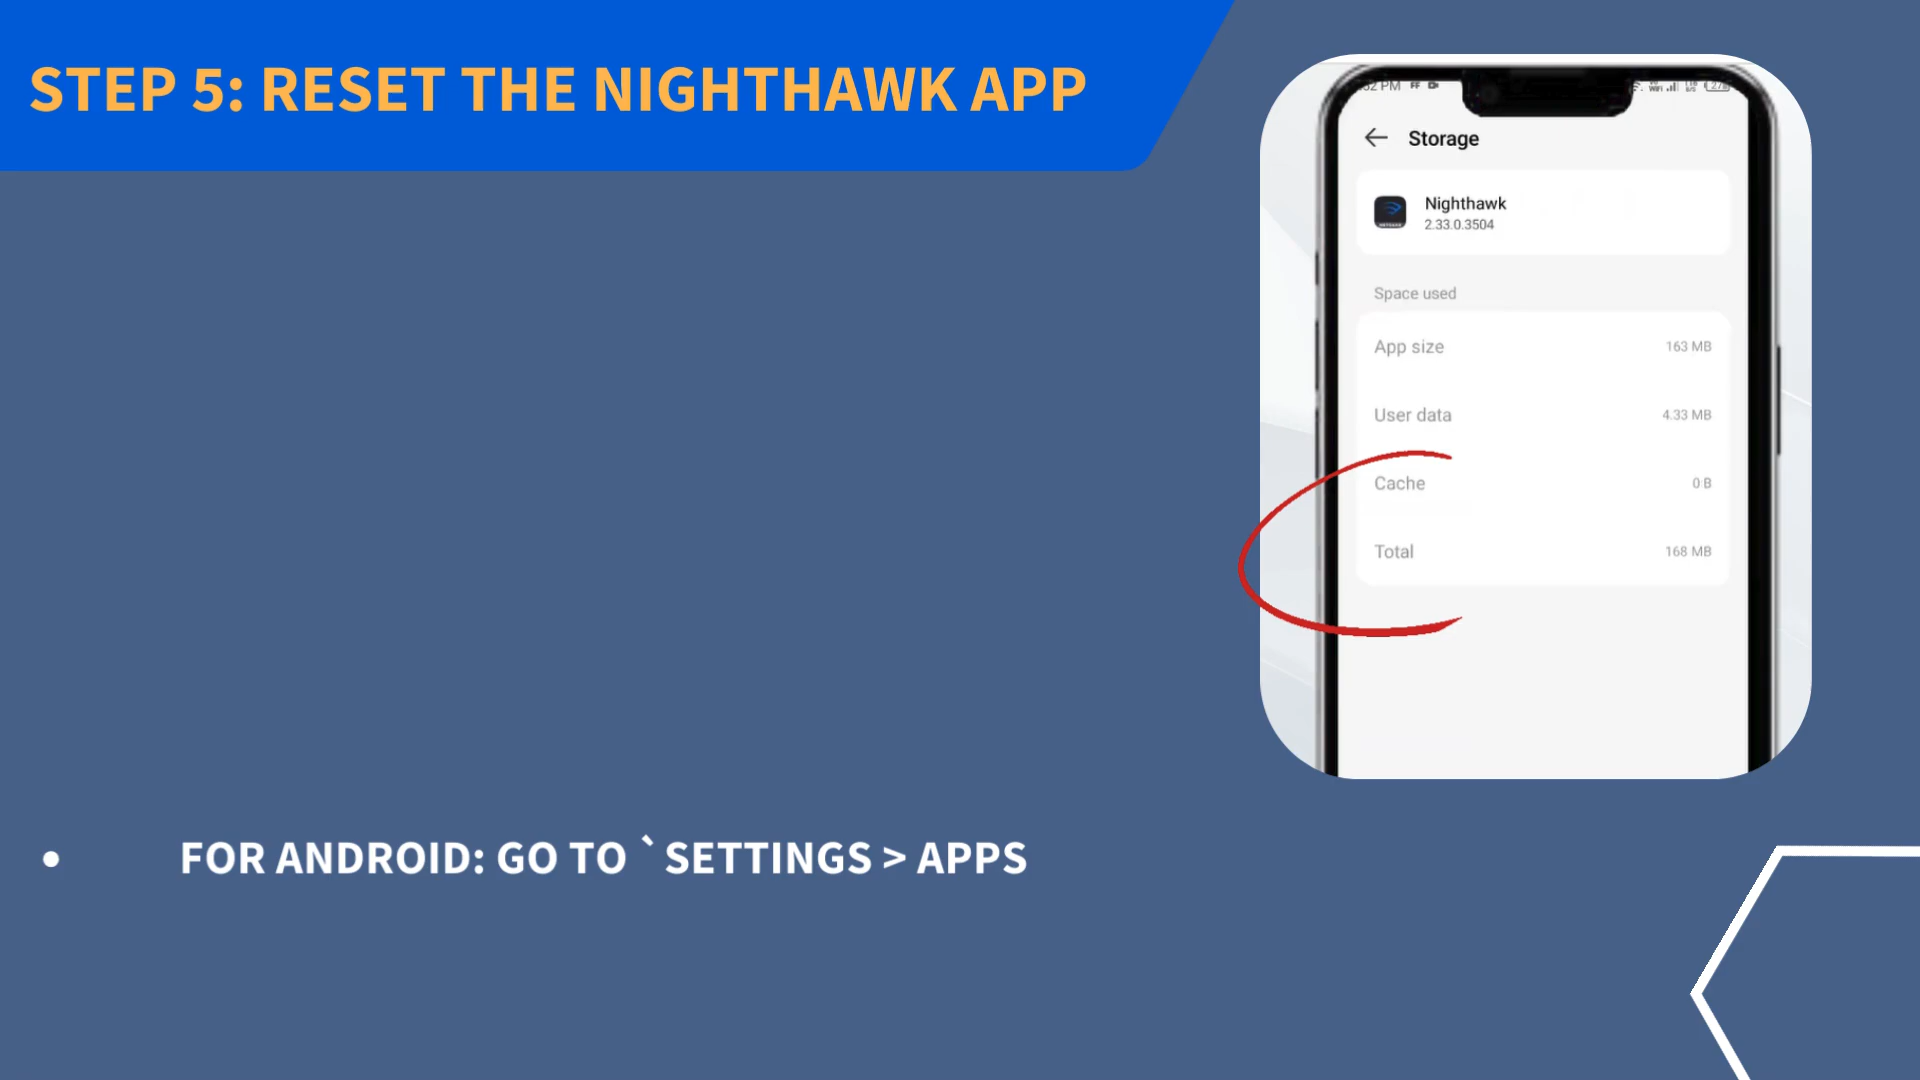 STEP 5: RESET THE NIGHTHAWK APP
Storage
Nighthawk
2.33.0.3504
Space used
App size 163 MB
User data 4.33 MB
Cache 0 B
Total 168 MB
• FOR ANDROID: GO TO `SETTINGS > APPS